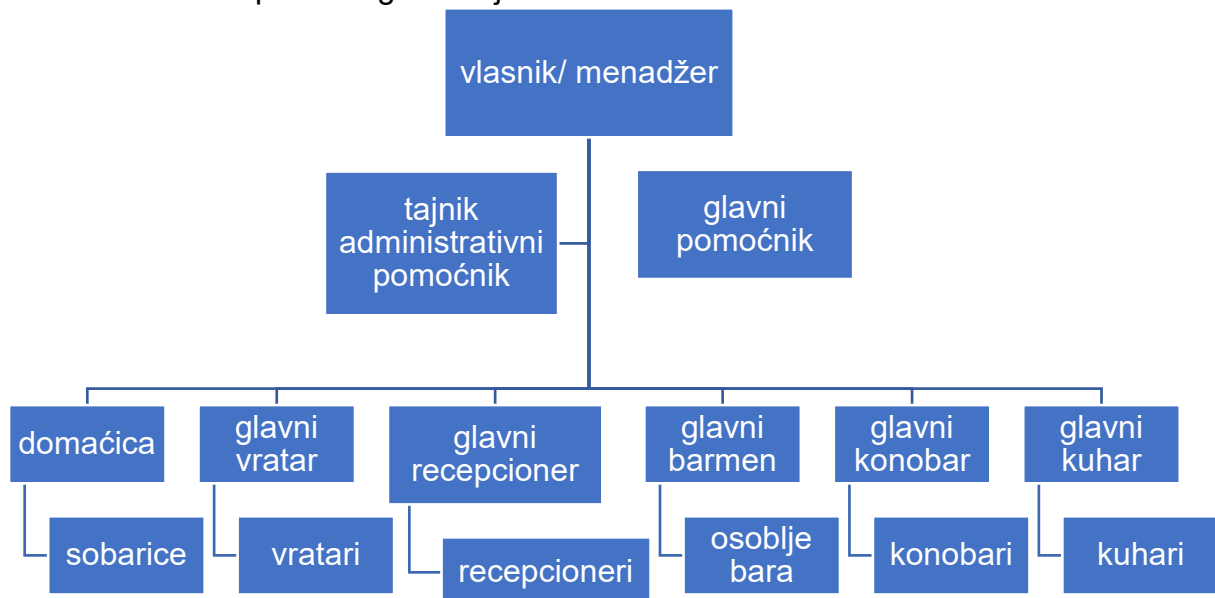 vlasnik/ menadžer
tajnik
administrativni
pomoćnik
glavni
pomoćnik
domaćica
glavni
vratar
glavni
recepcioner
glavni
barmen
glavni
konobar
glavni
kuhar
sobarice
vratari
recepcioneri
osoblje
bara
konobari
kuhari